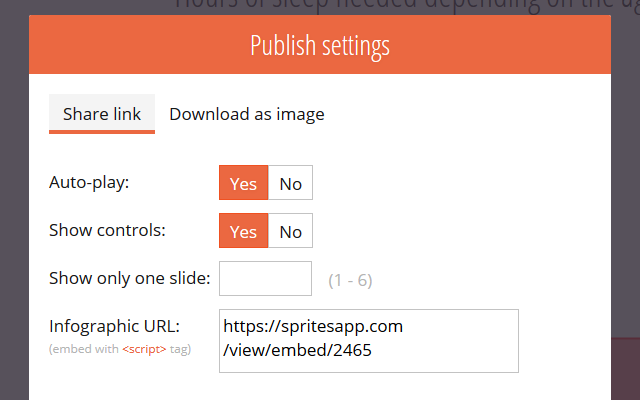 Hours of sleep needed depending on the ag
Publish settings
Share link Download as image
Auto-play: Yes No
Show controls: Yes No
Show only one slide: (1 - 6)
Infographic URL: https://spritesapp.com
(embed with <script> tag) /view/embed/2465